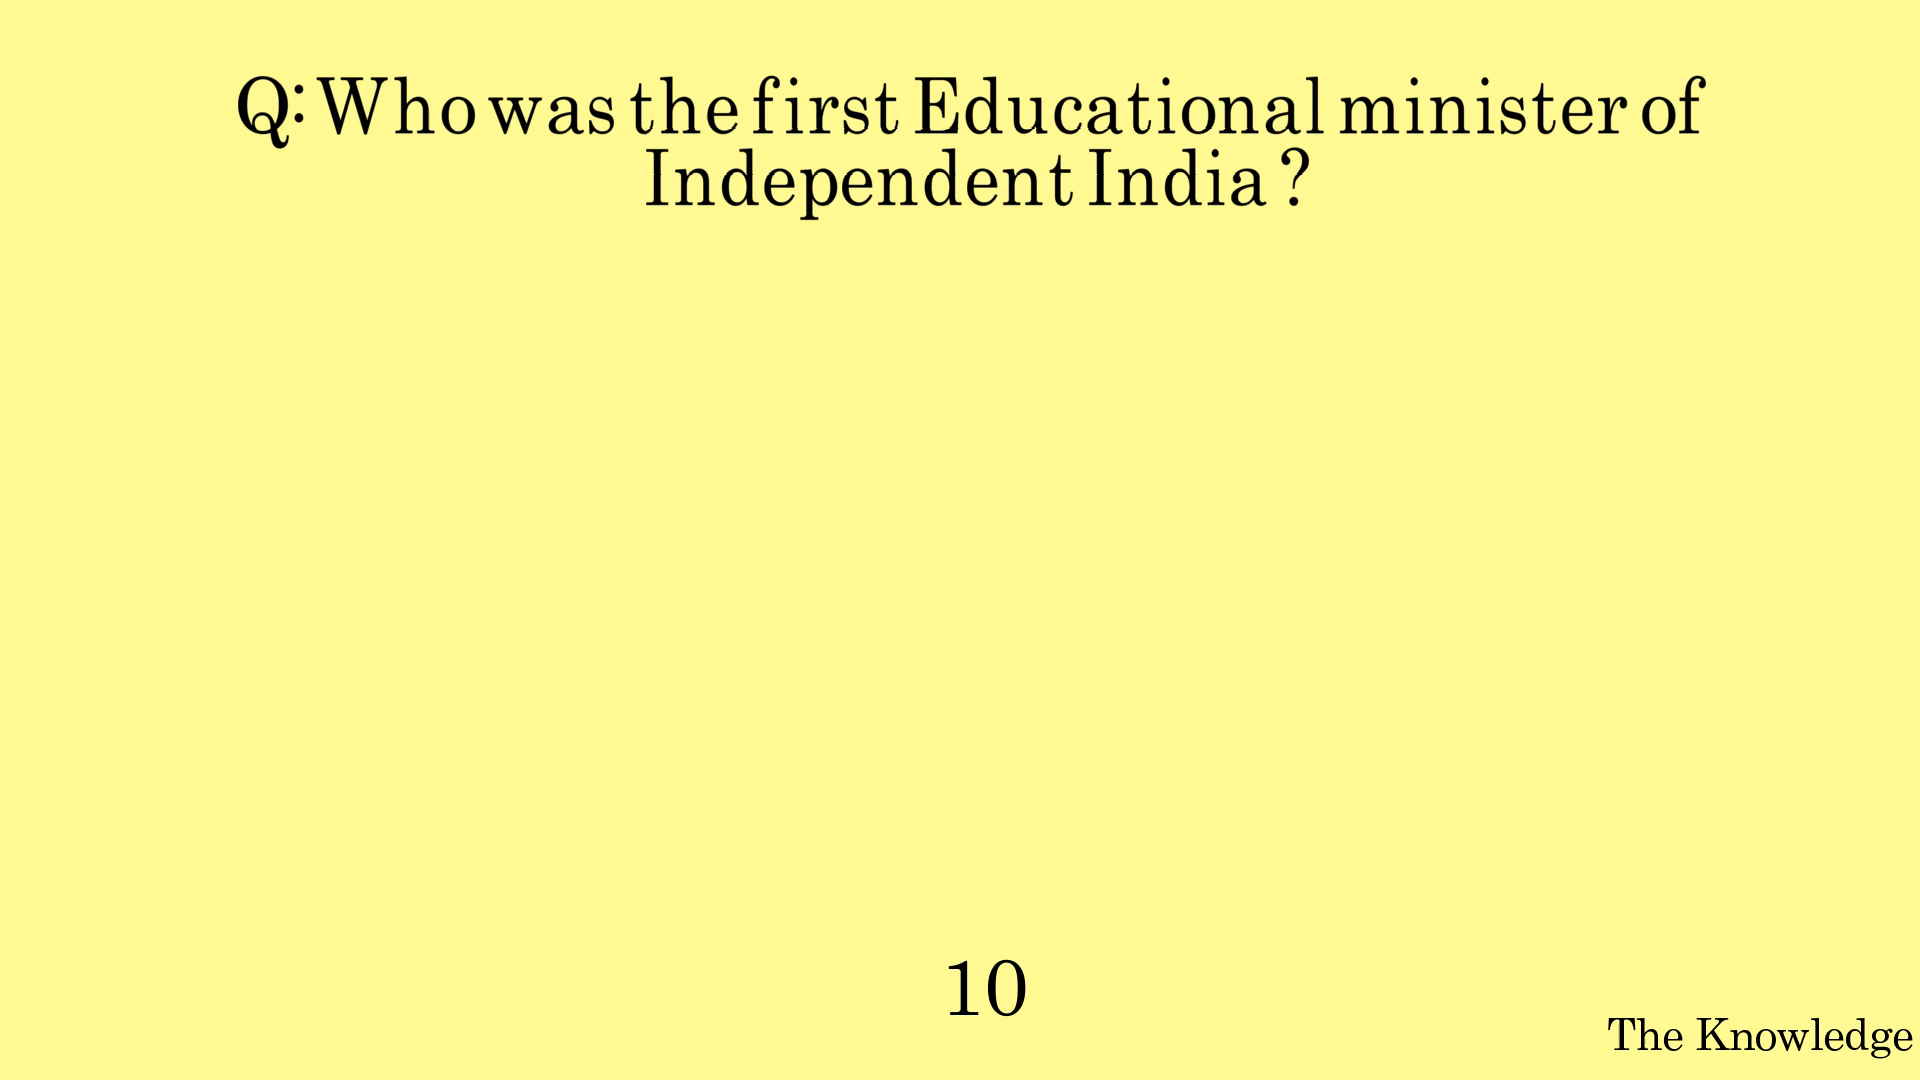 Q: Who was the first Educational minister of
Independent India ?
10
The Knowledge